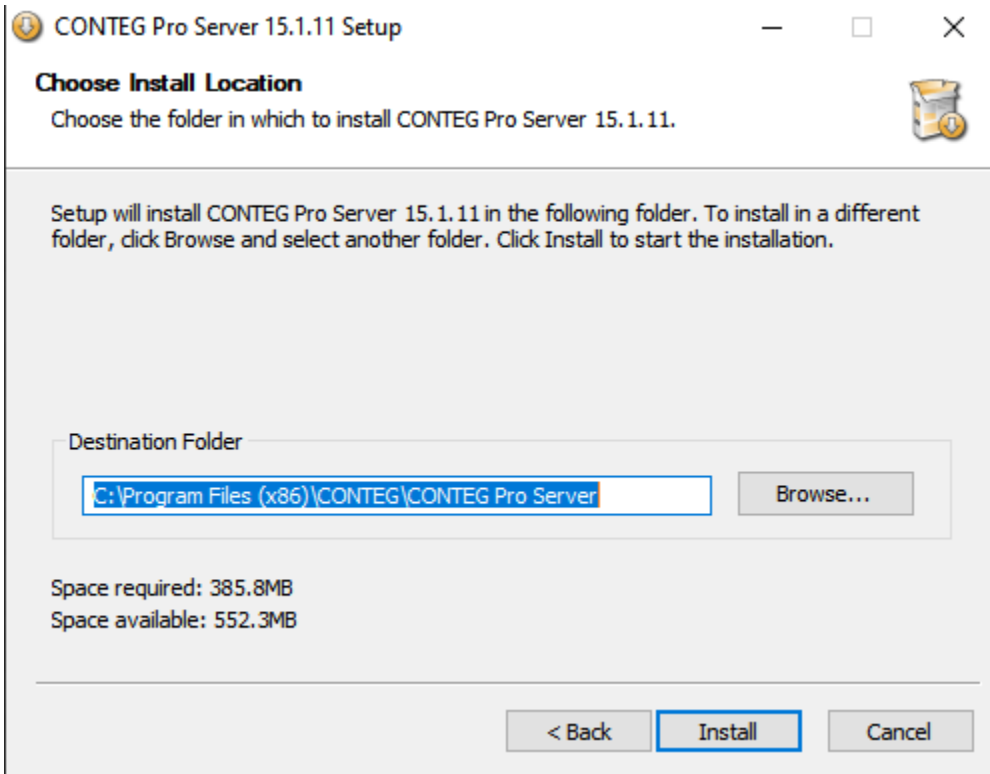 CONTEG Pro Server 15.1.11 Setup
Choose Install Location
Choose the folder in which to install CONTEG Pro Server 15.1.11.
Setup will install CONTEG Pro Server 15.1.11 in the following folder. To install in a different
folder, click Browse and select another folder. Click Install to start the installation.
Destination Folder
C:\Program Files (x86)\CONTEG\CONTEG Pro Server
Browse...
Space required: 385.8MB
Space available: 552.3MB
< Back
Install
Cancel